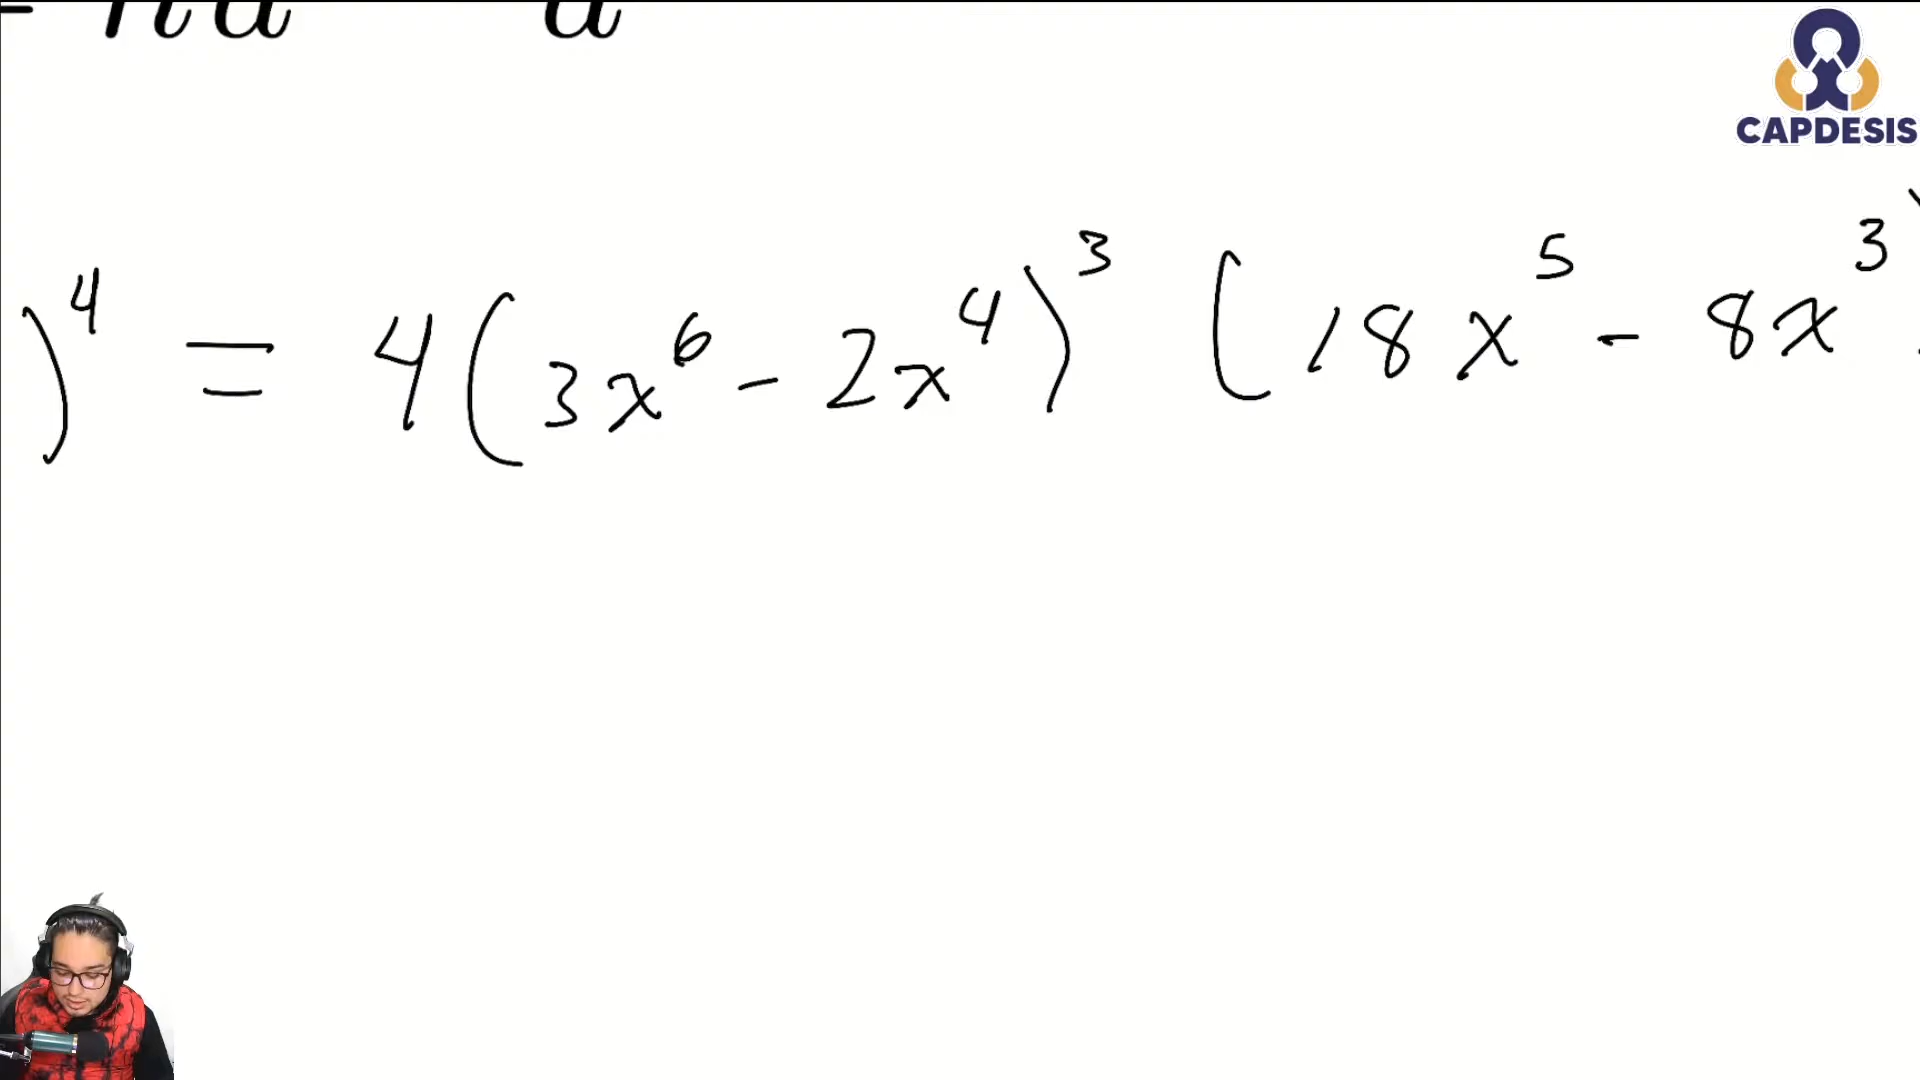 CAPDESIS
)⁴ = 4(3x⁶ - 2x⁴)³ (18x⁵ - 8x³)